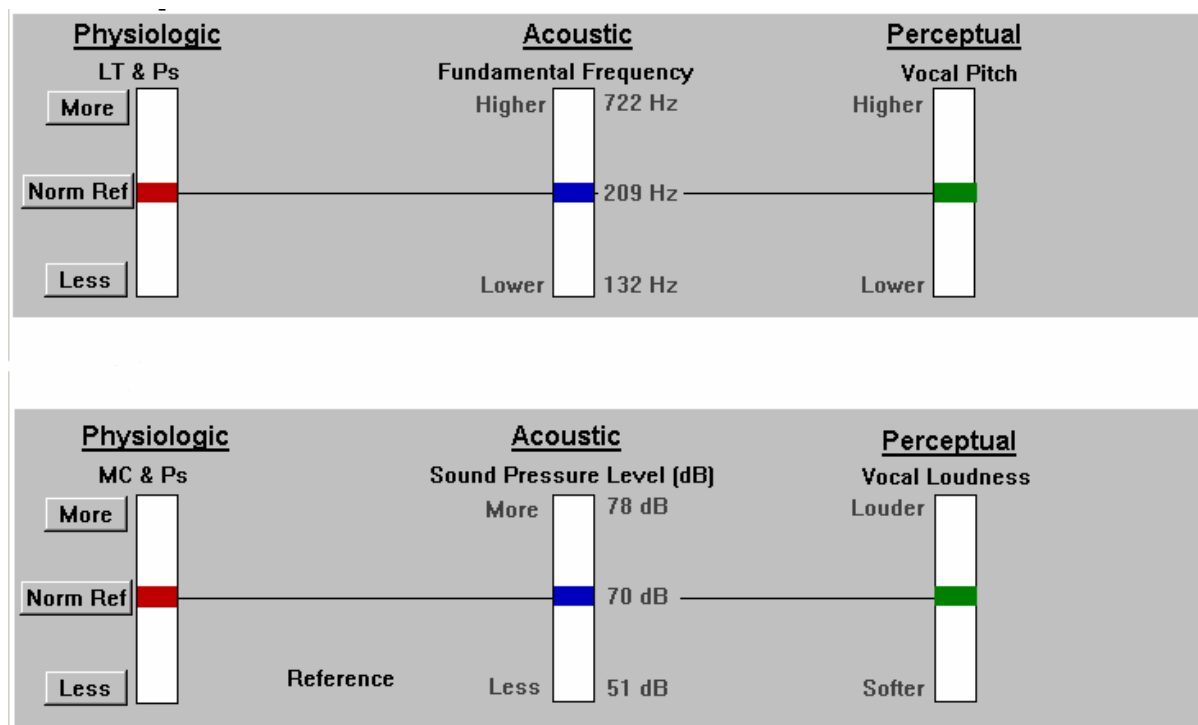 Physiologic Acoustic Perceptual
LT & Ps Fundamental Frequency Vocal Pitch
More Higher 722 Hz Higher
Norm Ref 209 Hz
Less Lower 132 Hz Lower
Physiologic Acoustic Perceptual
MC & Ps Sound Pressure Level (dB) Vocal Loudness
More More 78 dB Louder
Norm Ref 70 dB
Less Reference Less 51 dB Softer